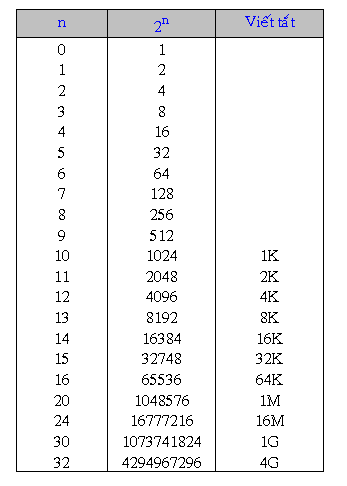 n 2ⁿ Viết tắt
0 1
1 2
2 4
3 8
4 16
5 32
6 64
7 128
8 256
9 512
10 1024 1K
11 2048 2K
12 4096 4K
13 8192 8K
14 16384 16K
15 32748 32K
16 65536 64K
20 1048576 1M
24 16777216 16M
30 1073741824 1G
32 4294967296 4G